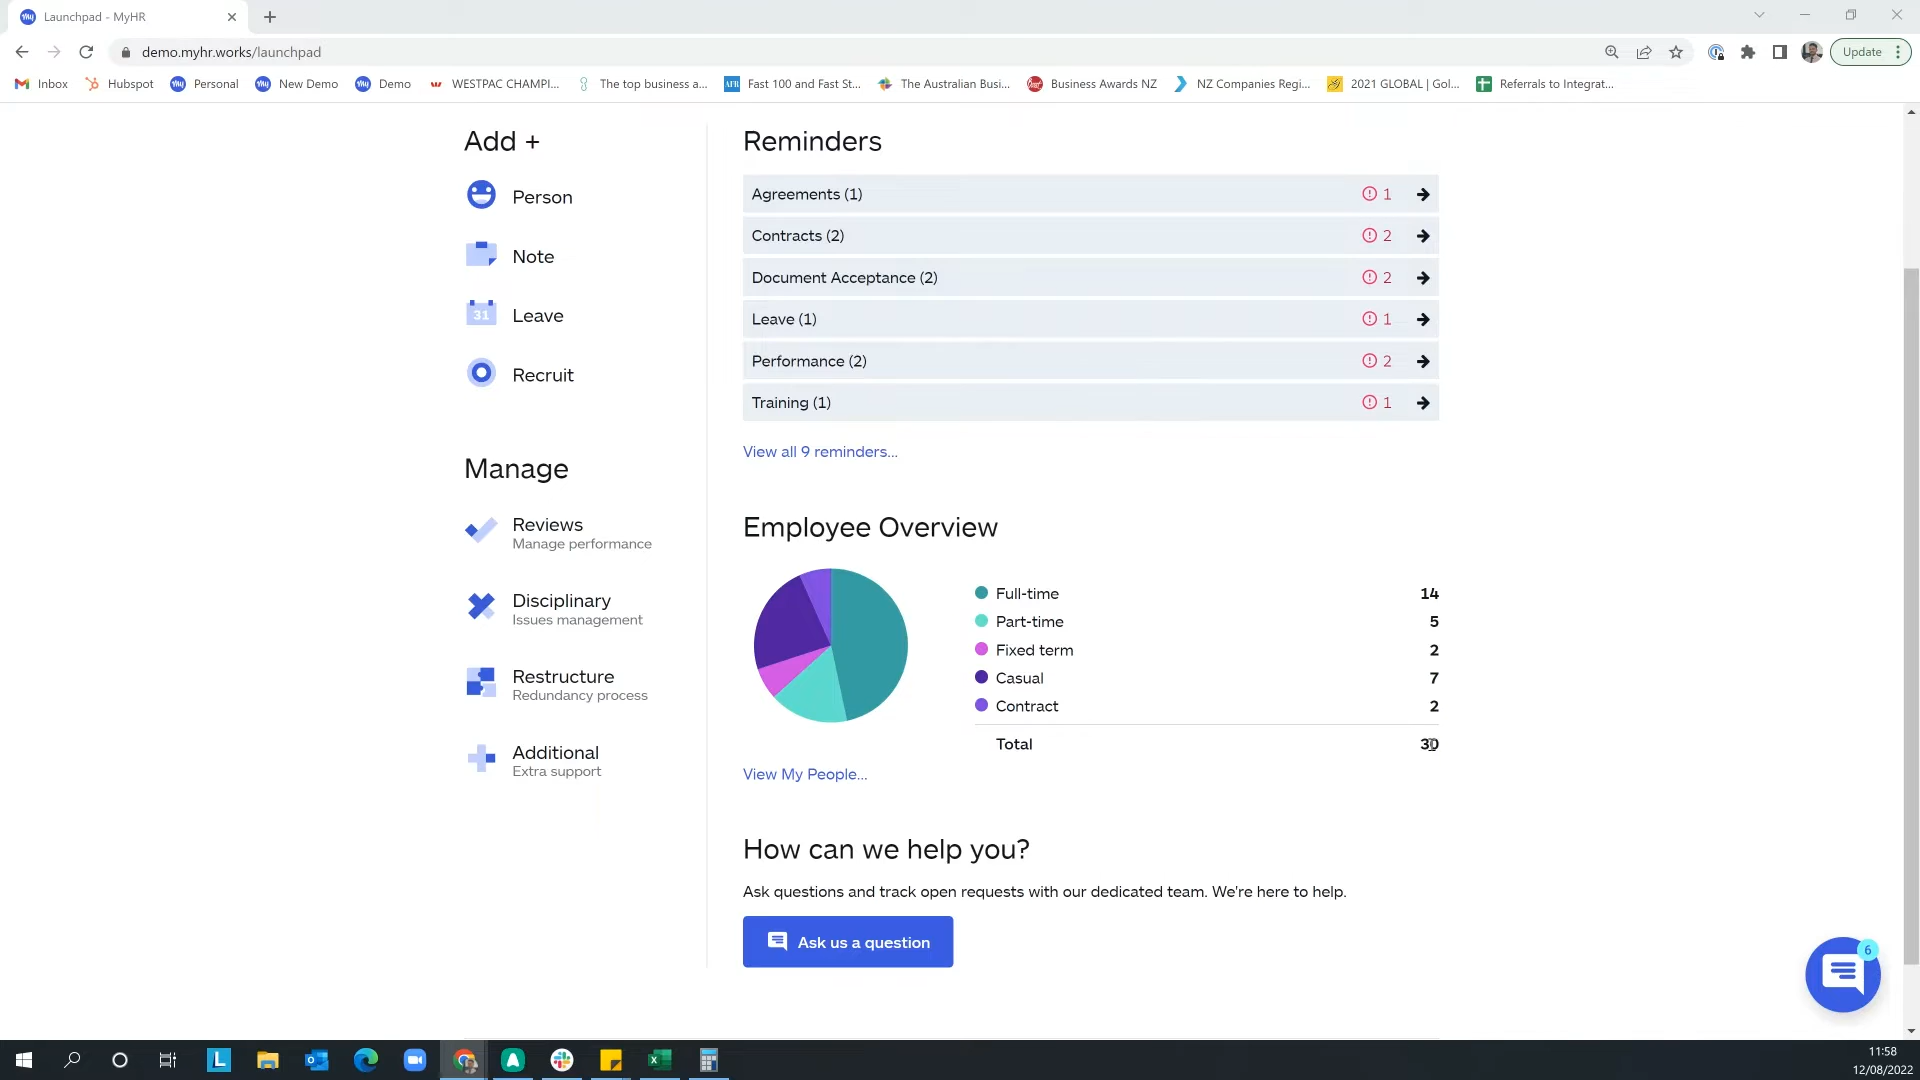 Launchpad - MyHR
demo.myhr.works/launchpad
Update
Inbox
Hubspot
Personal
New Demo
Demo
WESTPAC CHAMPI...
The top business a...
AFR
Fast 100 and Fast St...
The Australian Busi...
Business Awards NZ
NZ Companies Regi...
2021 GLOBAL | Gol...
Referrals to Integrat...
Add +
Person
Note
31
Leave
Recruit
Manage
Reviews
Manage performance
Disciplinary
Issues management
Restructure
Redundancy process
Additional
Extra support
Reminders
Agreements (1) 1
Contracts (2) 2
Document Acceptance (2) 2
Leave (1) 1
Performance (2) 2
Training (1) 1
View all 9 reminders...
Employee Overview
Full-time 14
Part-time 5
Fixed term 2
Casual 7
Contract 2
Total 30
View My People...
How can we help you?
Ask questions and track open requests with our dedicated team. We're here to help.
Ask us a question
6
11:58
12/08/2022